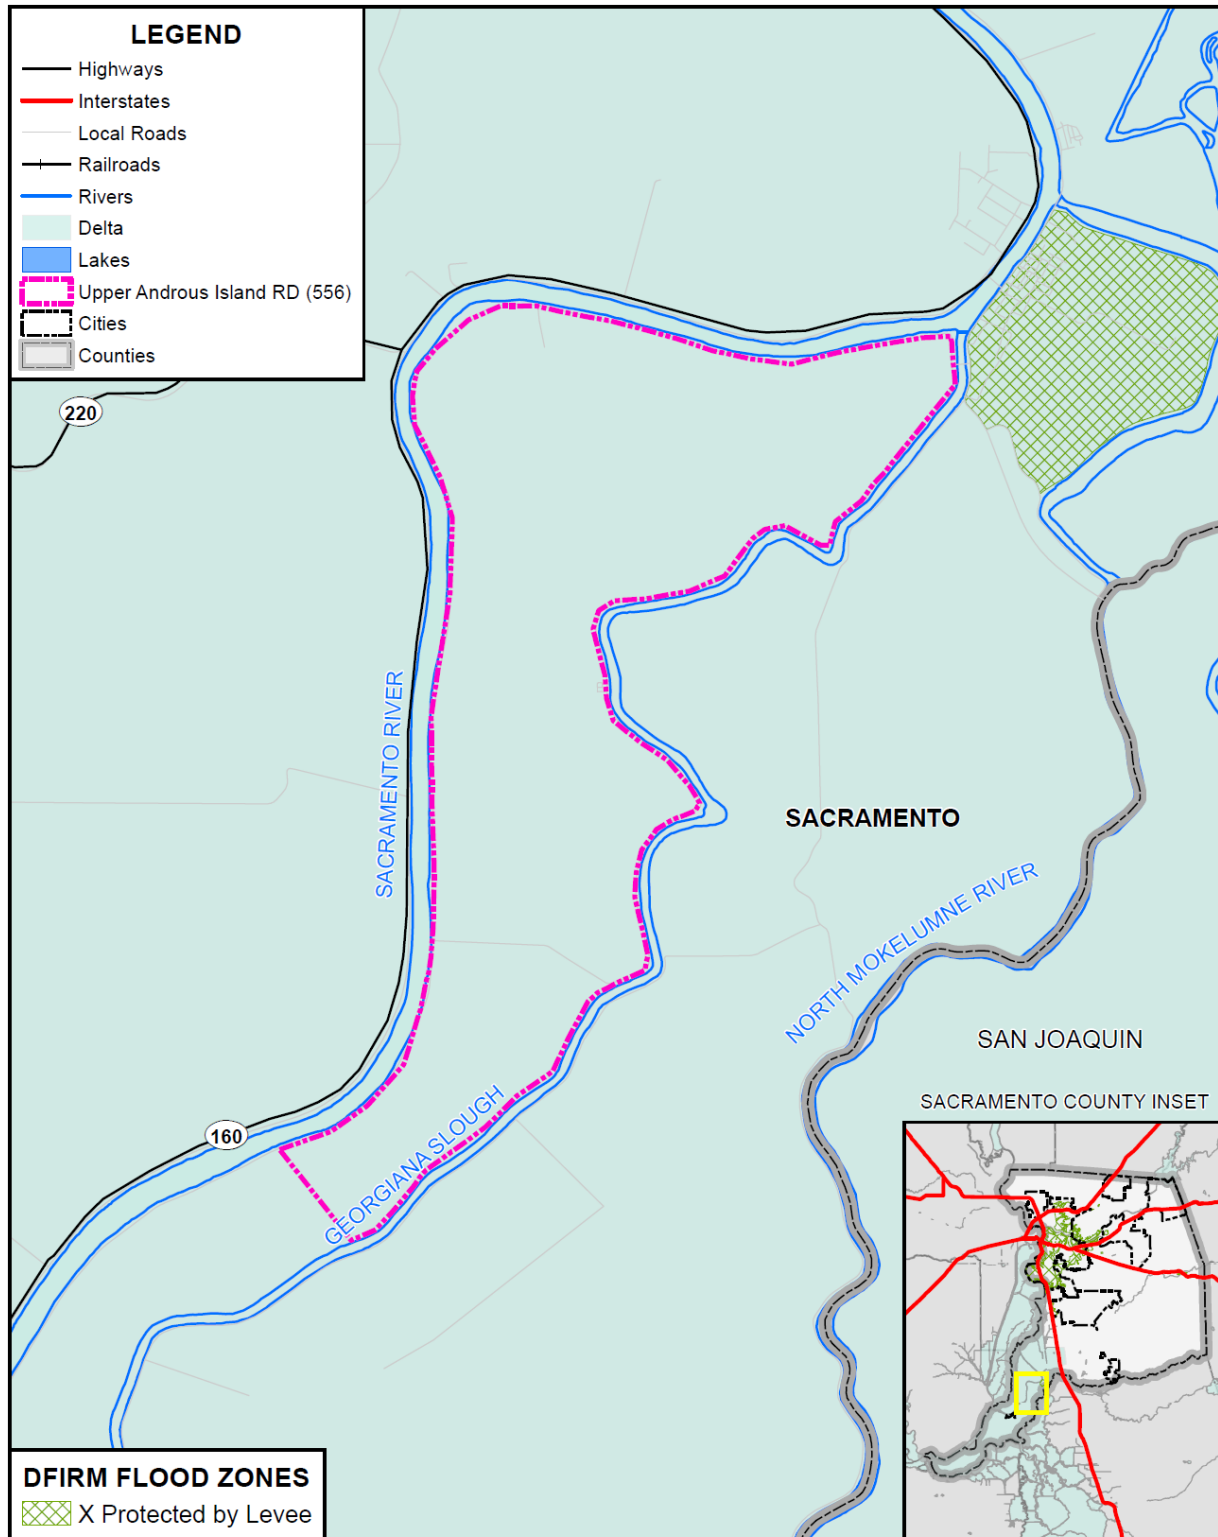 LEGEND
Highways
Interstates
Local Roads
Railroads
Rivers
Delta
Lakes
Upper Androus Island RD (556)
Cities
Counties
220
SACRAMENTO RIVER
SACRAMENTO
NORTH MOKELUMNE RIVER
SAN JOAQUIN
160
GEORGIANA SLOUGH
SACRAMENTO COUNTY INSET
DFIRM FLOOD ZONES
X Protected by Levee